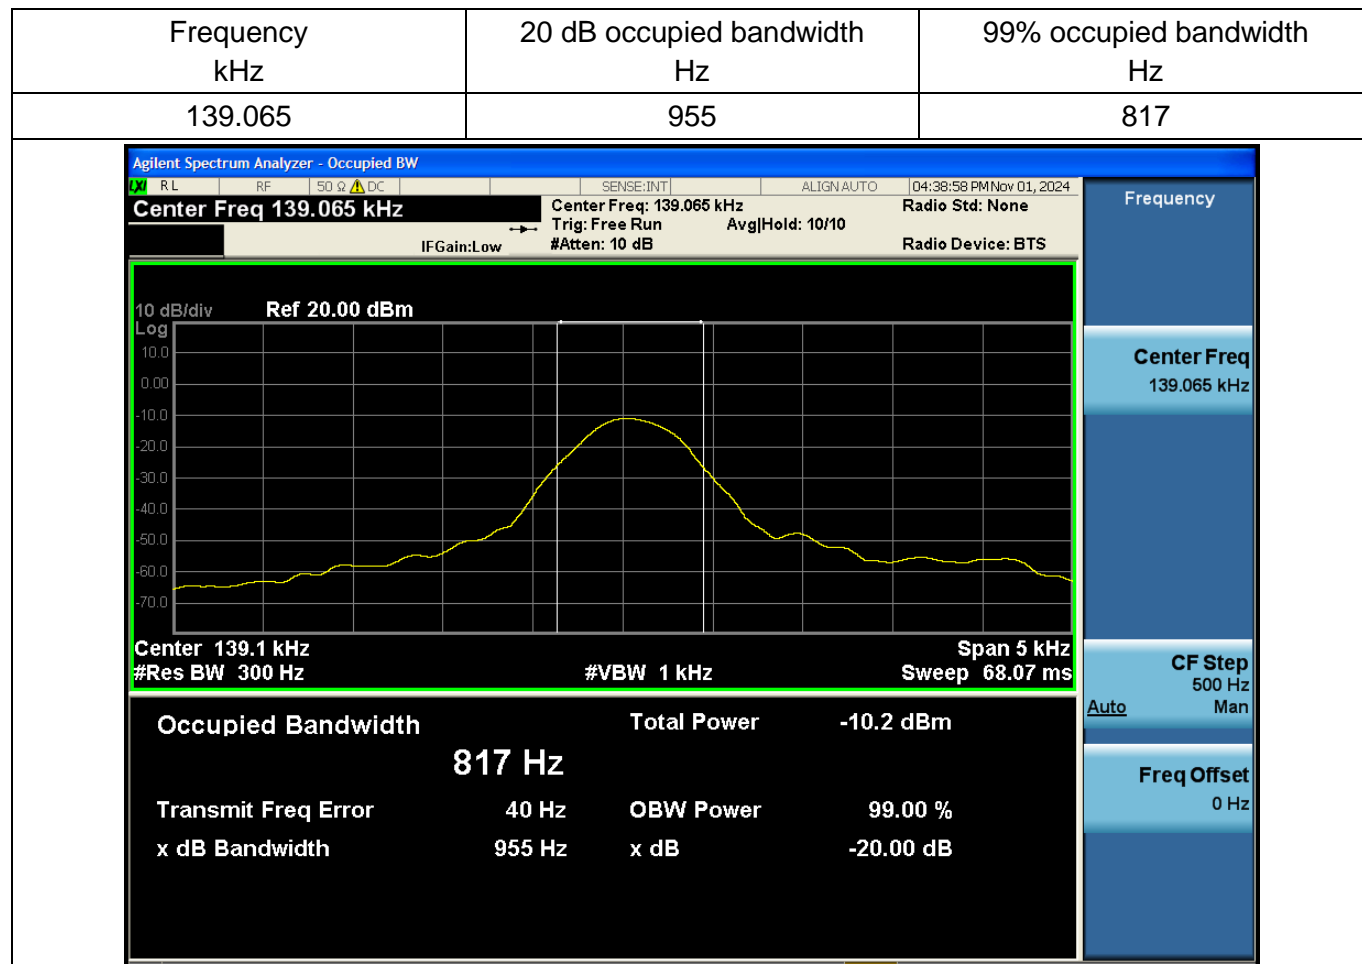 Frequency 20 dB occupied bandwidth 99% occupied bandwidth
kHz Hz Hz
139.065 955 817
Agilent Spectrum Analyzer - Occupied BW
LXI RL RF 50 Ω DC SENSE:INT ALIGN AUTO 04:38:58 PM Nov 01, 2024
Center Freq 139.065 kHz
Center Freq: 139.065 kHz Radio Std: None
Trig: Free Run Avg|Hold: 10/10
IFGain:Low #Atten: 10 dB Radio Device: BTS
10 dB/div Ref 20.00 dBm
Log
10.0
0.00
-10.0
-20.0
-30.0
-40.0
-50.0
-60.0
-70.0
Center 139.1 kHz Span 5 kHz
#Res BW 300 Hz #VBW 1 kHz Sweep 68.07 ms
Occupied Bandwidth Total Power -10.2 dBm
817 Hz
Transmit Freq Error 40 Hz OBW Power 99.00 %
x dB Bandwidth 955 Hz x dB -20.00 dB
Frequency
Center Freq
139.065 kHz
CF Step
500 Hz
Auto Man
Freq Offset
0 Hz